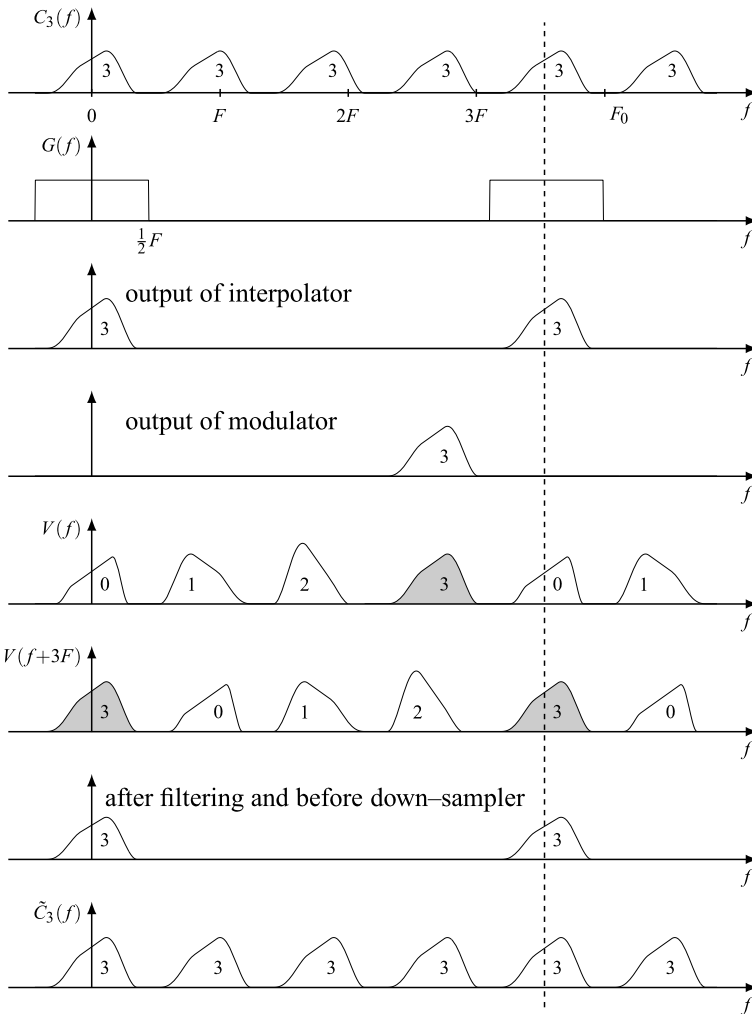 C₃(f)
3 3 3 3 3 3
0 F 2F 3F F₀ f
G(f)
½F f
output of interpolator
3 3
f
output of modulator
3
f
V(f)
0 1 2 3 0 1
f
V(f+3F)
3 0 1 2 3 0
f
after filtering and before down–sampler
3 3
f
C̃₃(f)
3 3 3 3 3 3
f